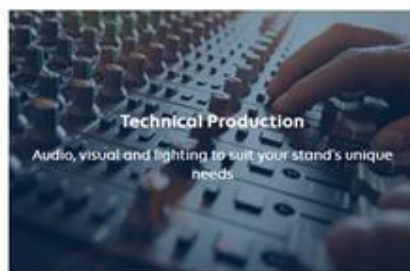 Technical Production
Audio, visual and lighting to suit your stand's unique
needs